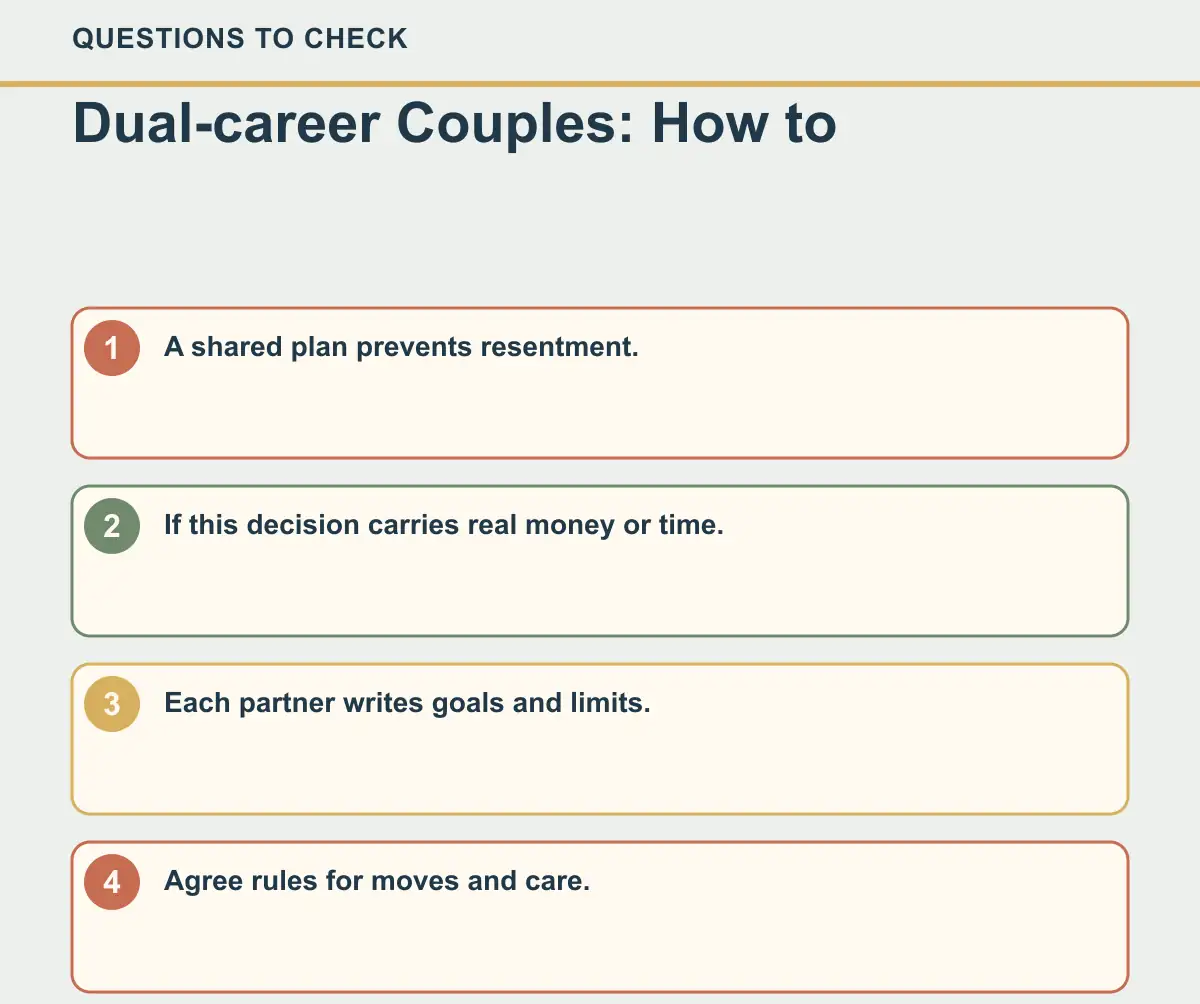 QUESTIONS TO CHECK
Dual-career Couples: How to
1 A shared plan prevents resentment.
2 If this decision carries real money or time.
3 Each partner writes goals and limits.
4 Agree rules for moves and care.